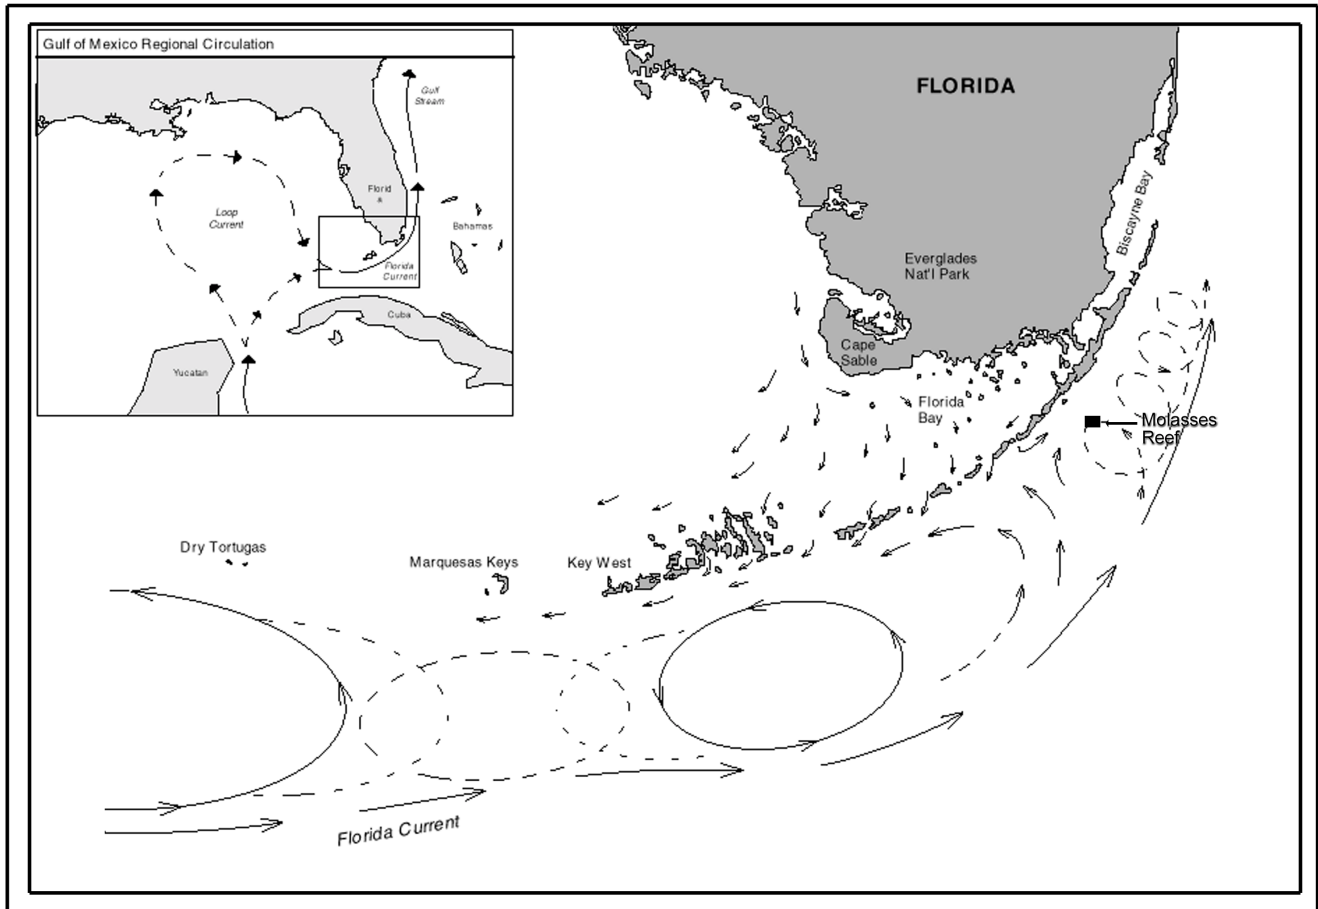 Gulf of Mexico Regional Circulation
Gulf
Stream
Loop
Current
Florid
a
Bahamas
Florida
Current
Cuba
Yucatan
FLORIDA
Biscayne Bay
Everglades
Nat'l Park
Cape
Sable
Florida
Bay
Molasses
Reef
Dry Tortugas
Marquesas Keys
Key West
Florida Current